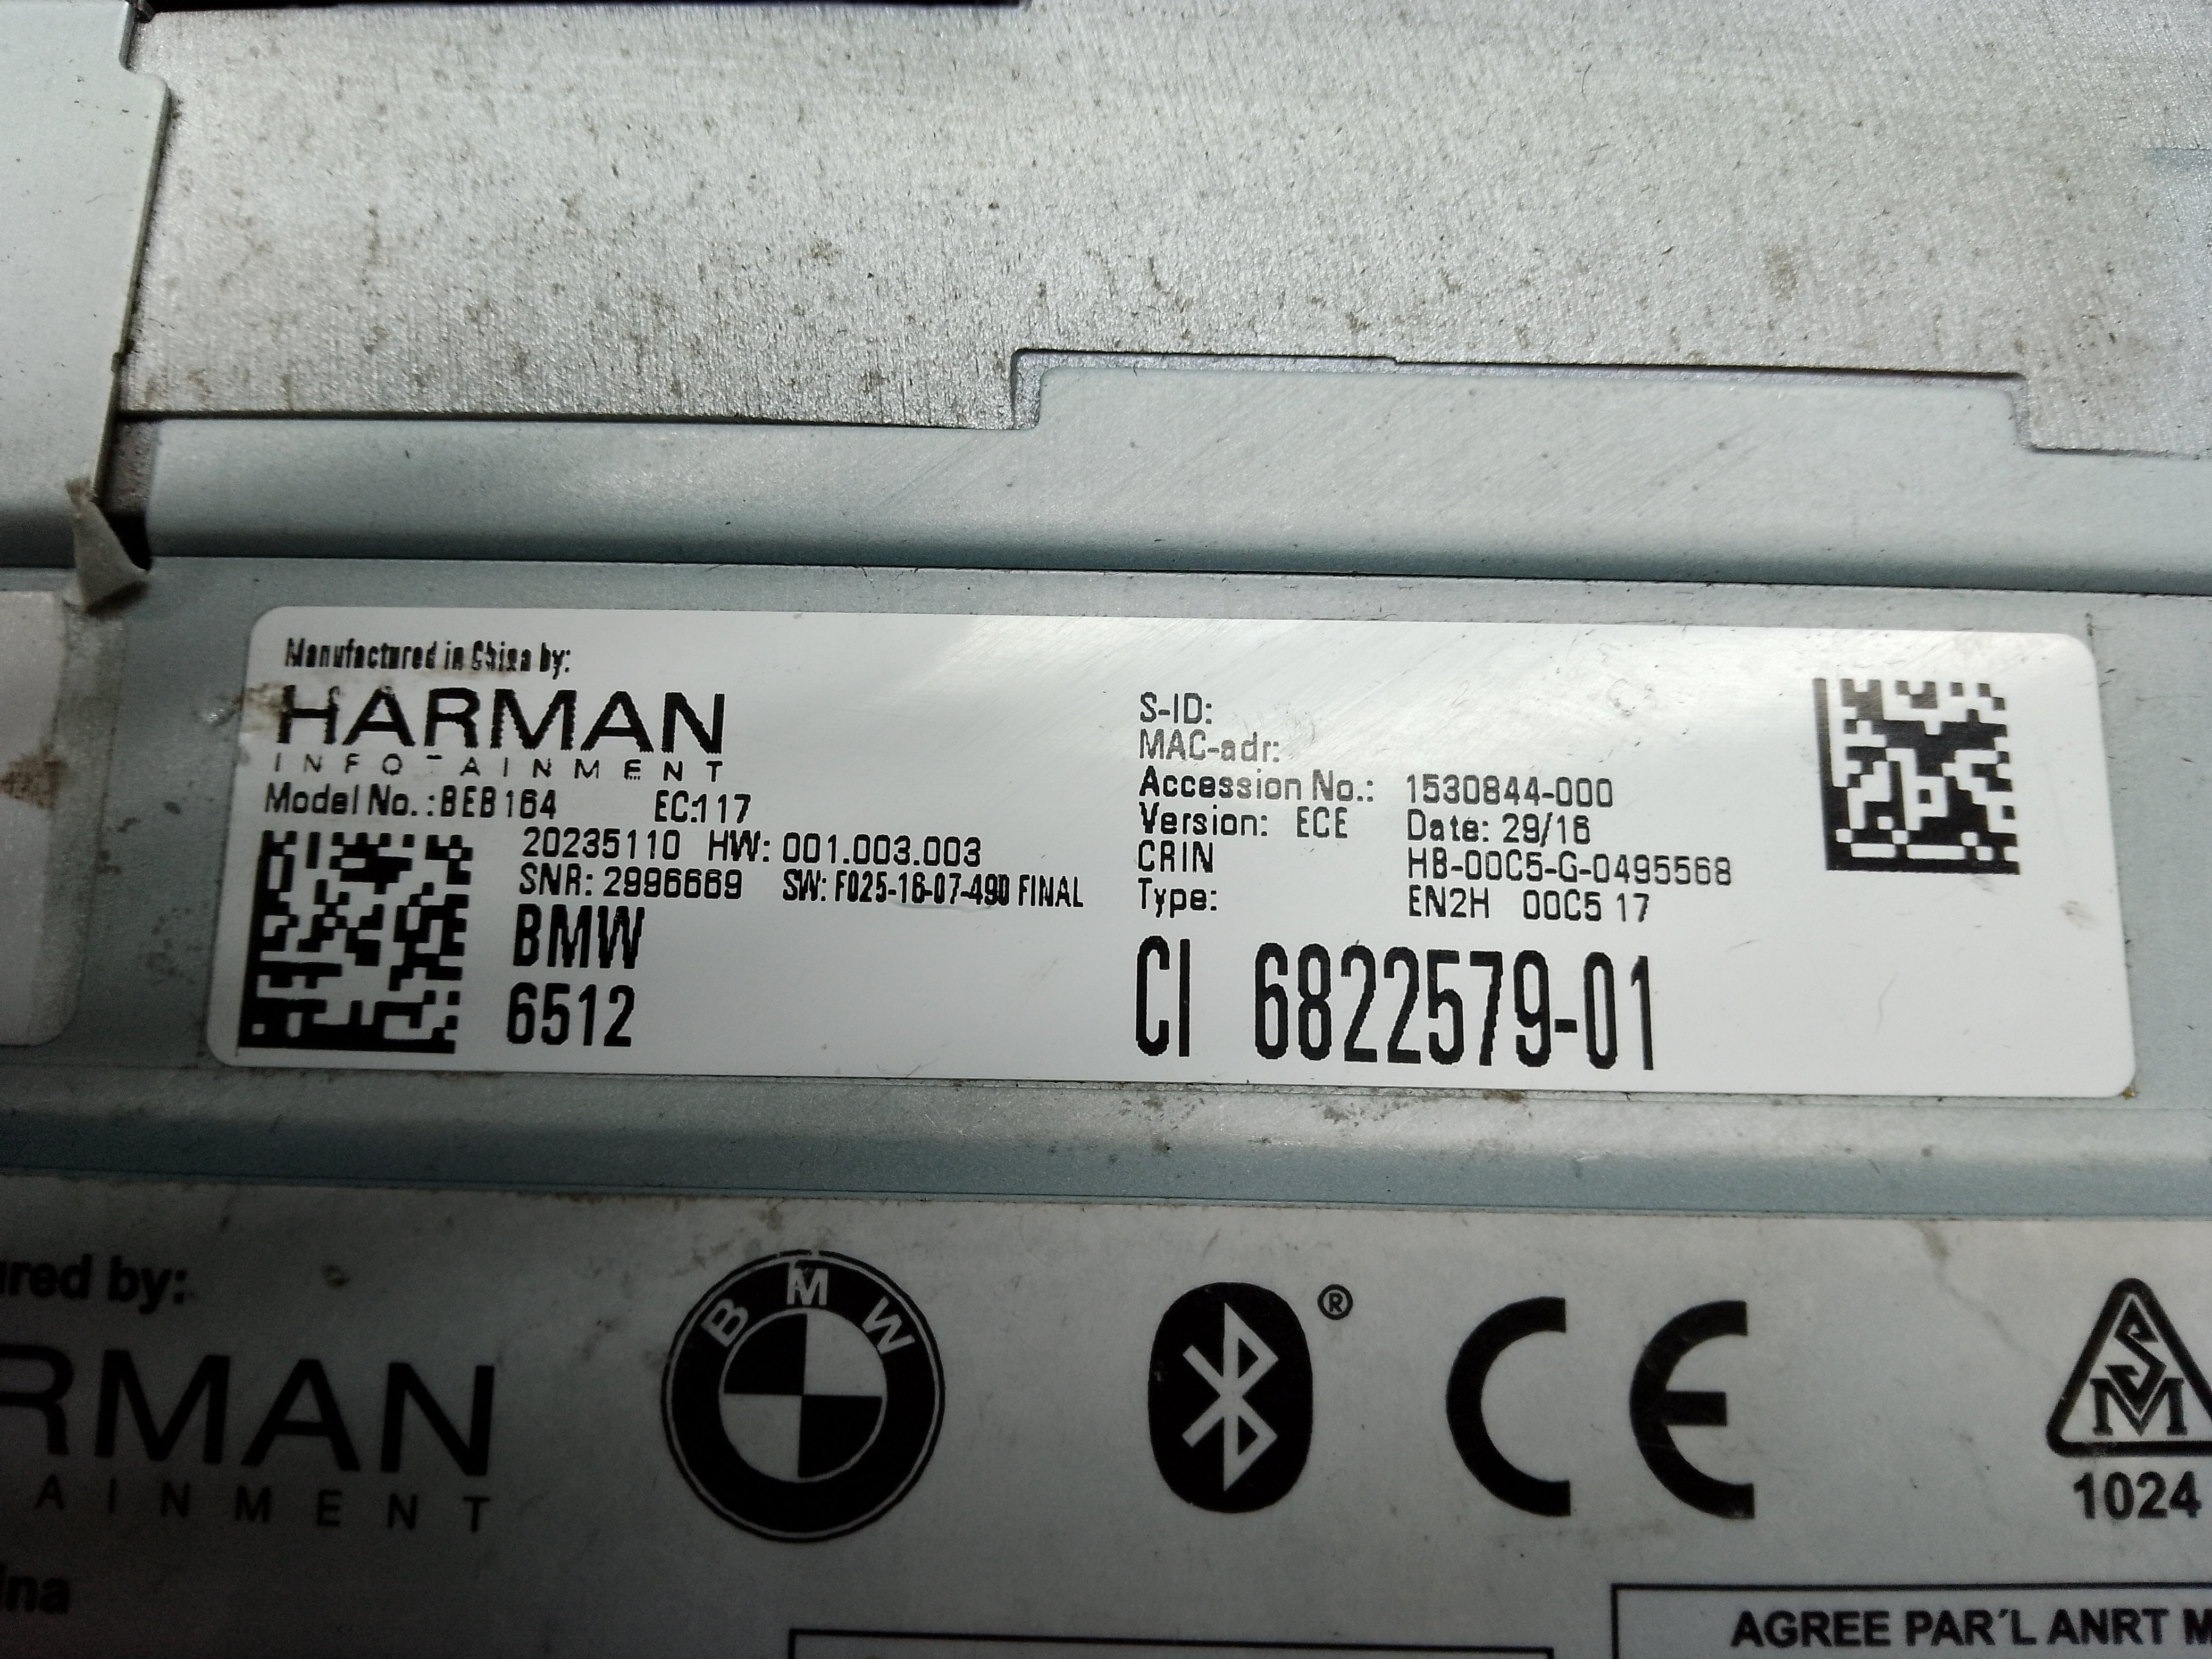 Manufactured in China by:
HARMAN
INFOTAINMENT
Model No.:BEB164 EC:117
20235110 HW: 001.003.003
SNR: 2996669 SW: F025-16-07-490 FINAL
BMW
6512
S-ID:
MAC-adr:
Accession No.: 1530844-000
Version: ECE Date: 29/16
CRIN HB-00C5-G-0495568
Type: EN2H 00C5 17
CI 6822579-01
ured by:
RMAN
AINMENT
ina
BMW
®
CE
SM
1024
AGREE PAR´L ANRT M